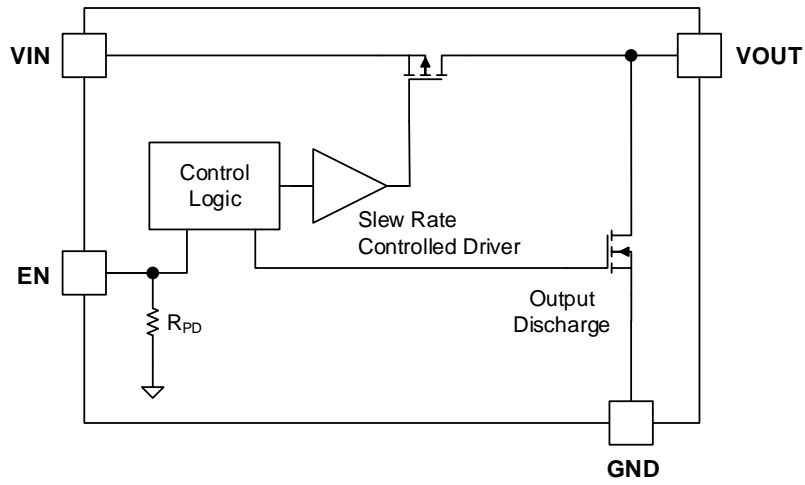 VIN
VOUT
Control
Logic
Slew Rate
Controlled Driver
EN
RPD
Output
Discharge
GND